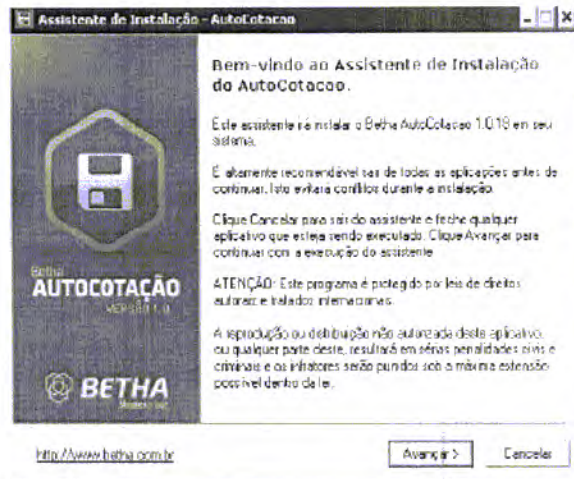 Assistente de Instalação - AutoCotacao
Bem-vindo ao Assistente de Instalação
do AutoCotacao.
Este assistente irá instalar o Betha AutoCotacao 1.0.19 em seu
sistema.
É altamente recomendável sair de todas as aplicações antes de
continuar. Isto evitará conflitos durante a instalação.
Clique Cancelar para sair do assistente e feche qualquer
aplicativo que esteja sendo executado. Clique Avançar para
continuar com a execução do assistente
ATENÇÃO: Este programa é protegido por leis de direitos
autorais e tratados internacionais.
A reprodução ou distribuição não autorizada deste aplicativo,
ou qualquer parte deste, resultará em sérias penalidades civis e
criminais e os infratores serão punidos sob a máxima extensão
possível dentro da lei.
Betha
AUTOCOTAÇÃO
VERSÃO 1.0
BETHA
http://www.betha.com.br
Avançar >
Cancelar